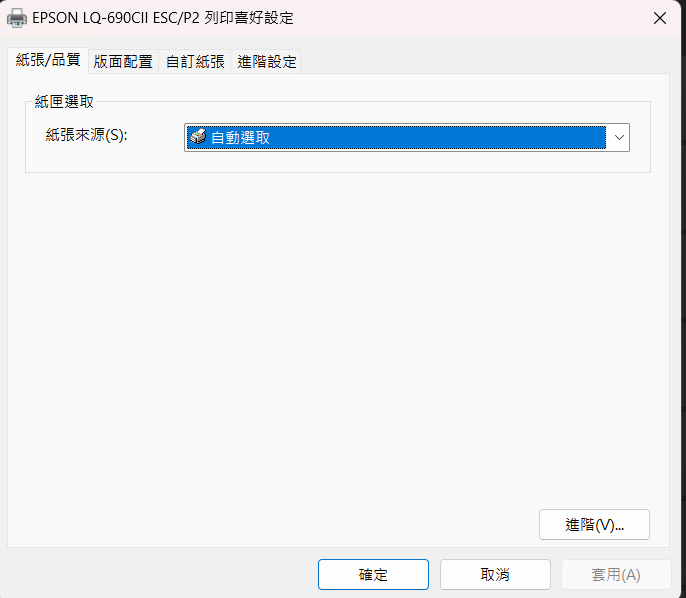 EPSON LQ-690CII ESC/P2 列印喜好設定
紙張/品質 版面配置 自訂紙張 進階設定
紙匣選取
紙張來源(S): 自動選取
進階(V)...
確定 取消 套用(A)